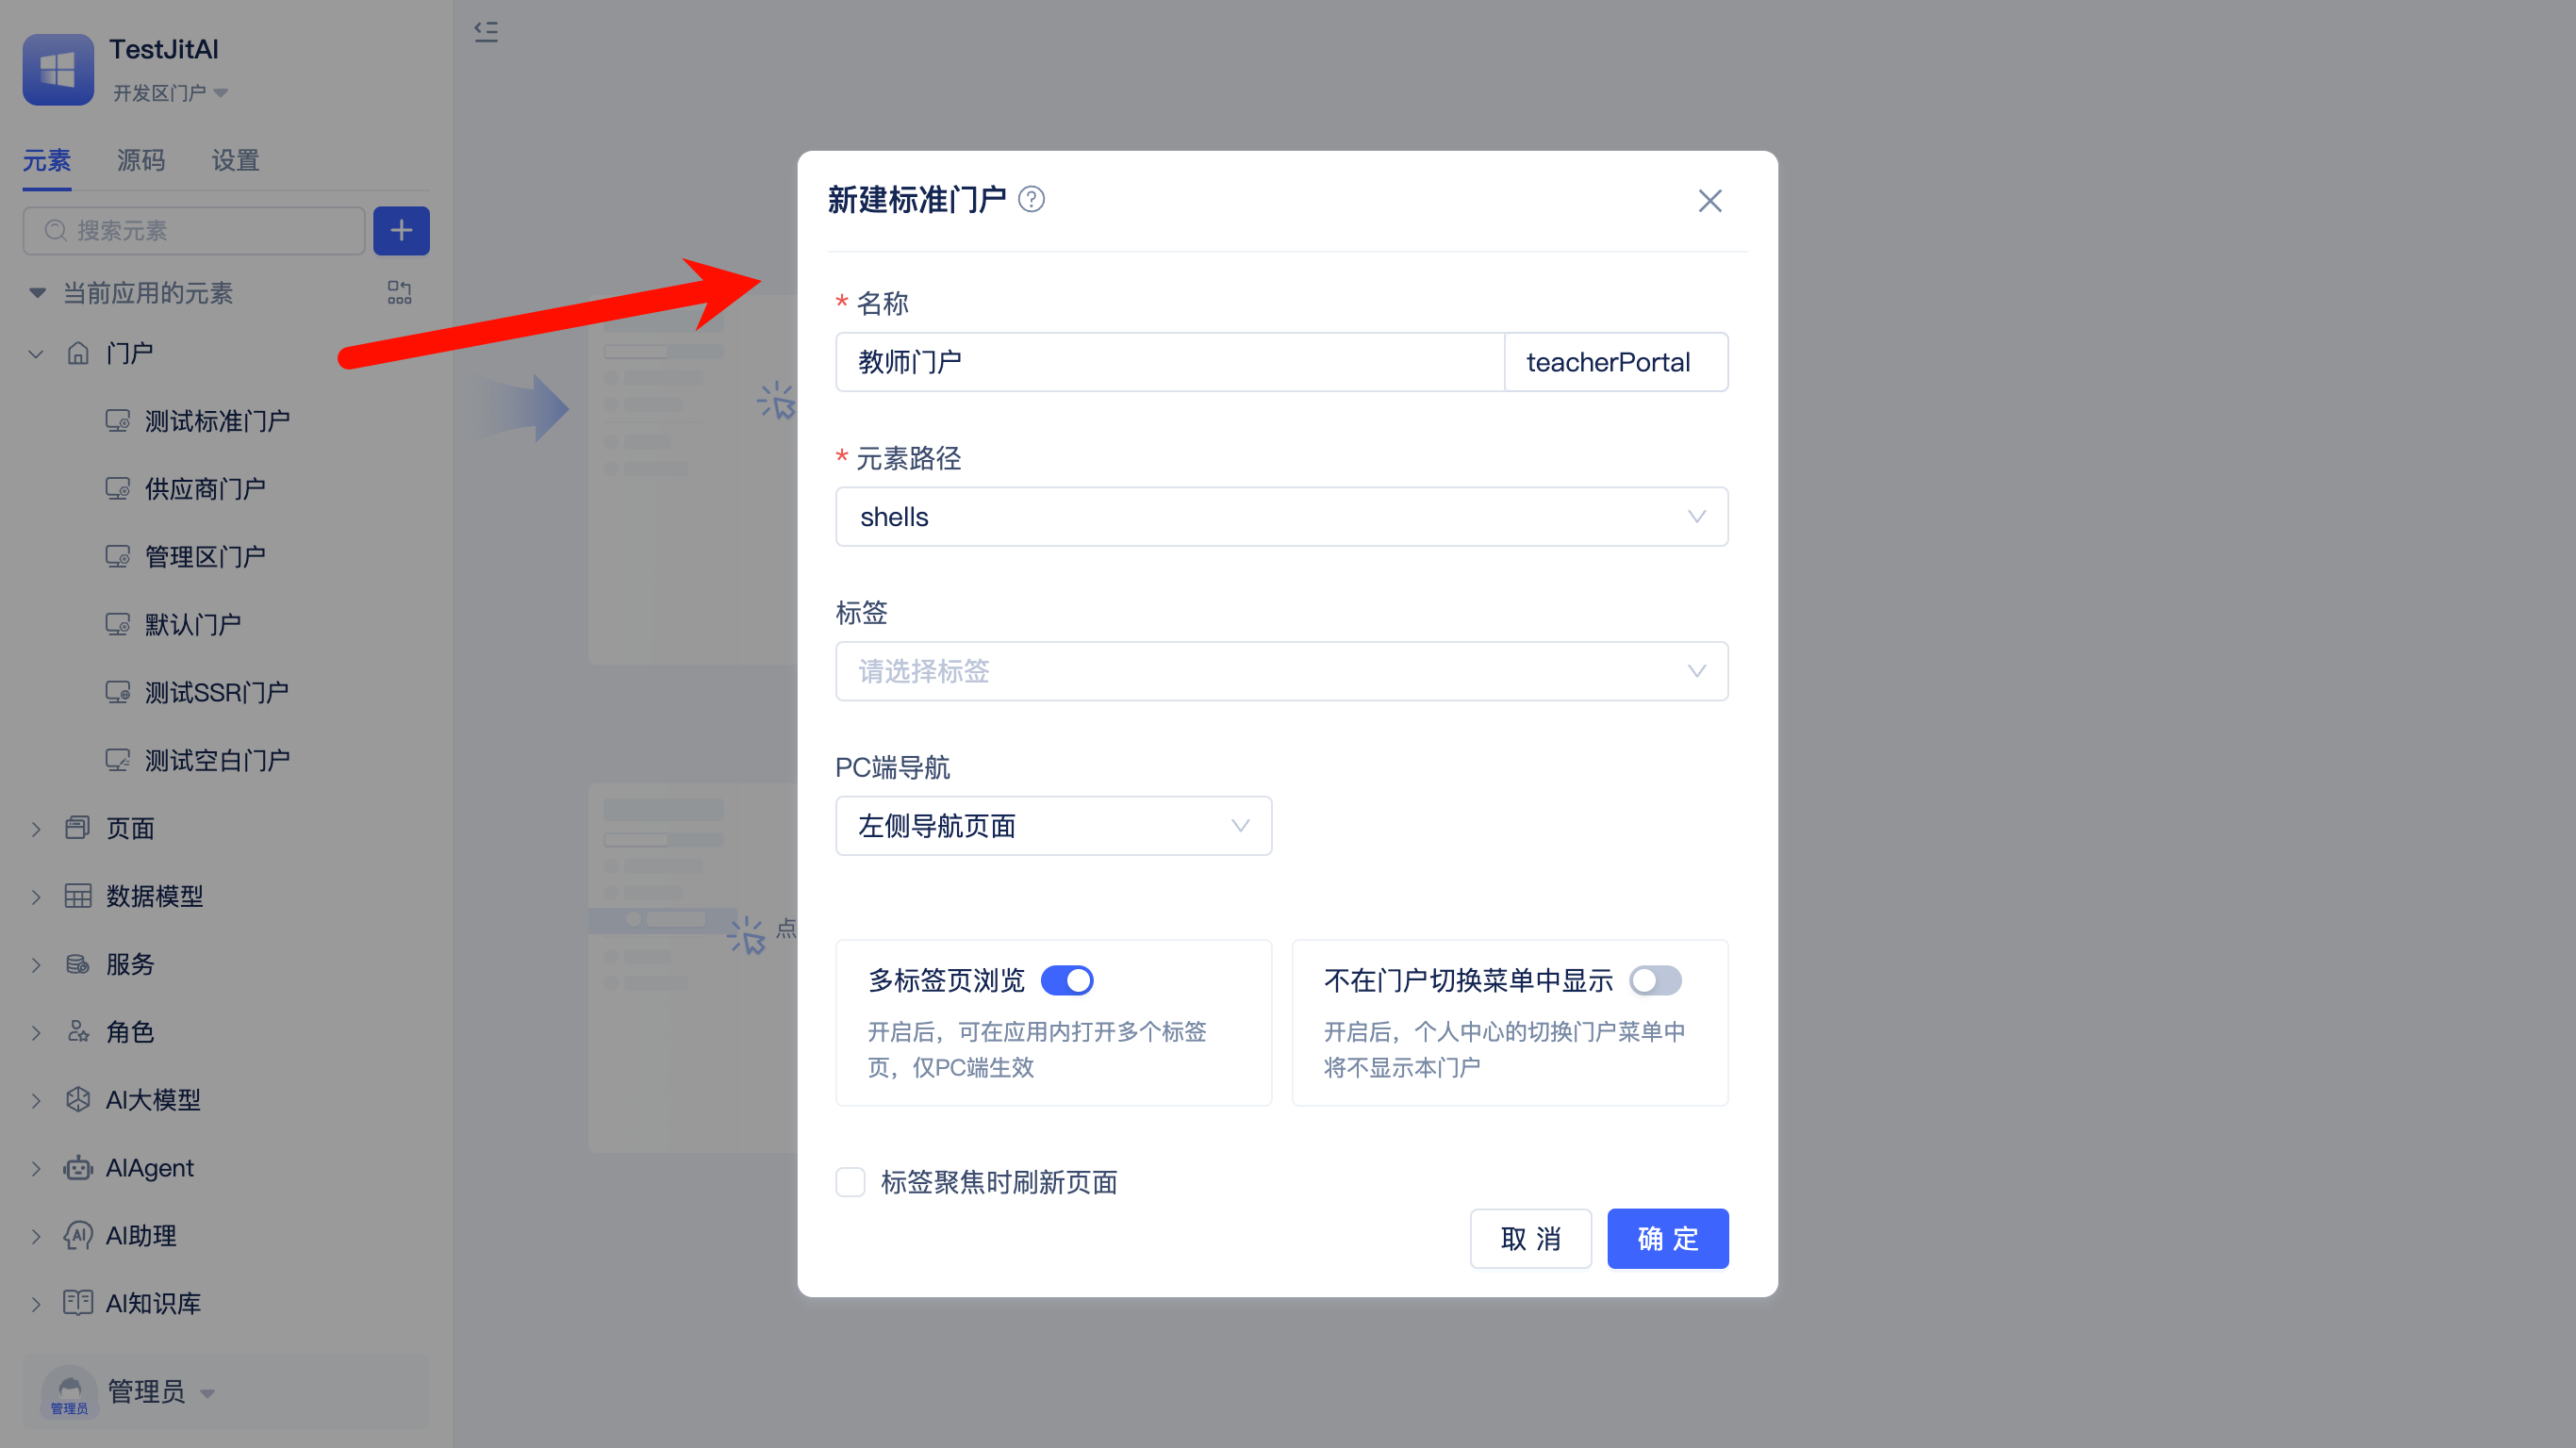 TestJitAI
开发区门户
元素 源码 设置
搜索元素
当前应用的元素
门户
测试标准门户
供应商门户
管理区门户
默认门户
测试SSR门户
测试空白门户
页面
数据模型
服务
角色
AI大模型
AIAgent
AI助理
AI知识库
管理员
管理员
点
新建标准门户
* 名称
教师门户 teacherPortal
* 元素路径
shells
标签
请选择标签
PC端导航
左侧导航页面
多标签页浏览
开启后，可在应用内打开多个标签
页，仅PC端生效
不在门户切换菜单中显示
开启后，个人中心的切换门户菜单中
将不显示本门户
标签聚焦时刷新页面
取 消 确 定